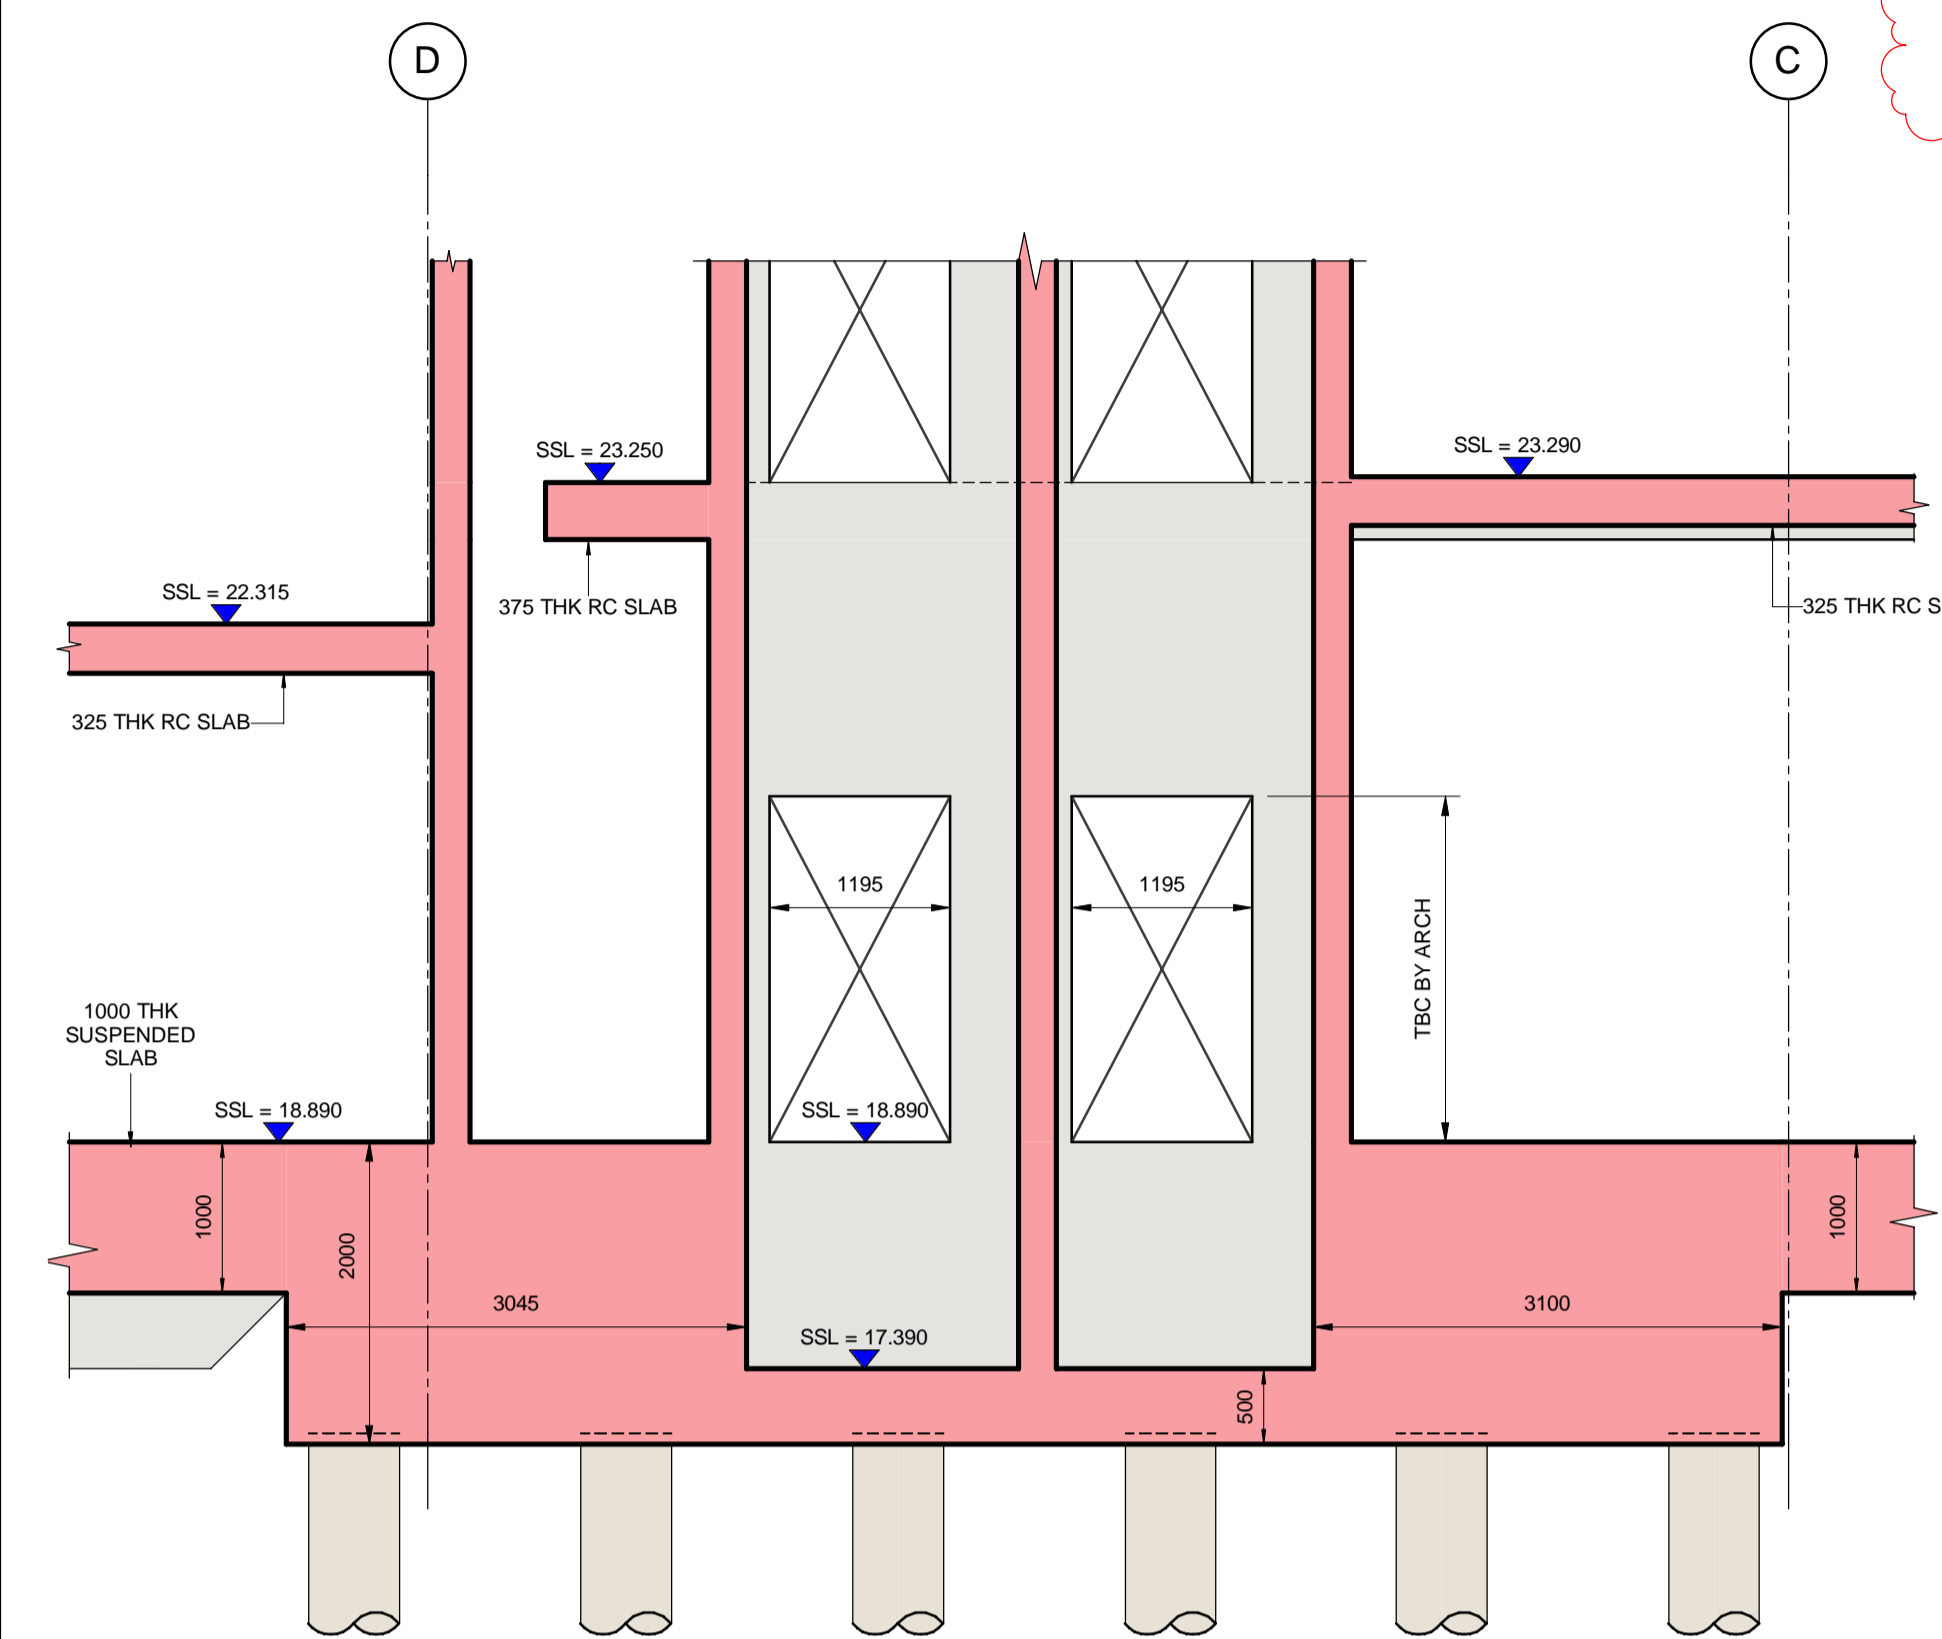 D
C
SSL = 23.250
SSL = 23.290
SSL = 22.315
375 THK RC SLAB
325 THK RC S
325 THK RC SLAB
1195
1195
TBC BY ARCH
1000 THK
SUSPENDED
SLAB
SSL = 18.890
SSL = 18.890
1000
2000
1000
3045
3100
SSL = 17.390
500